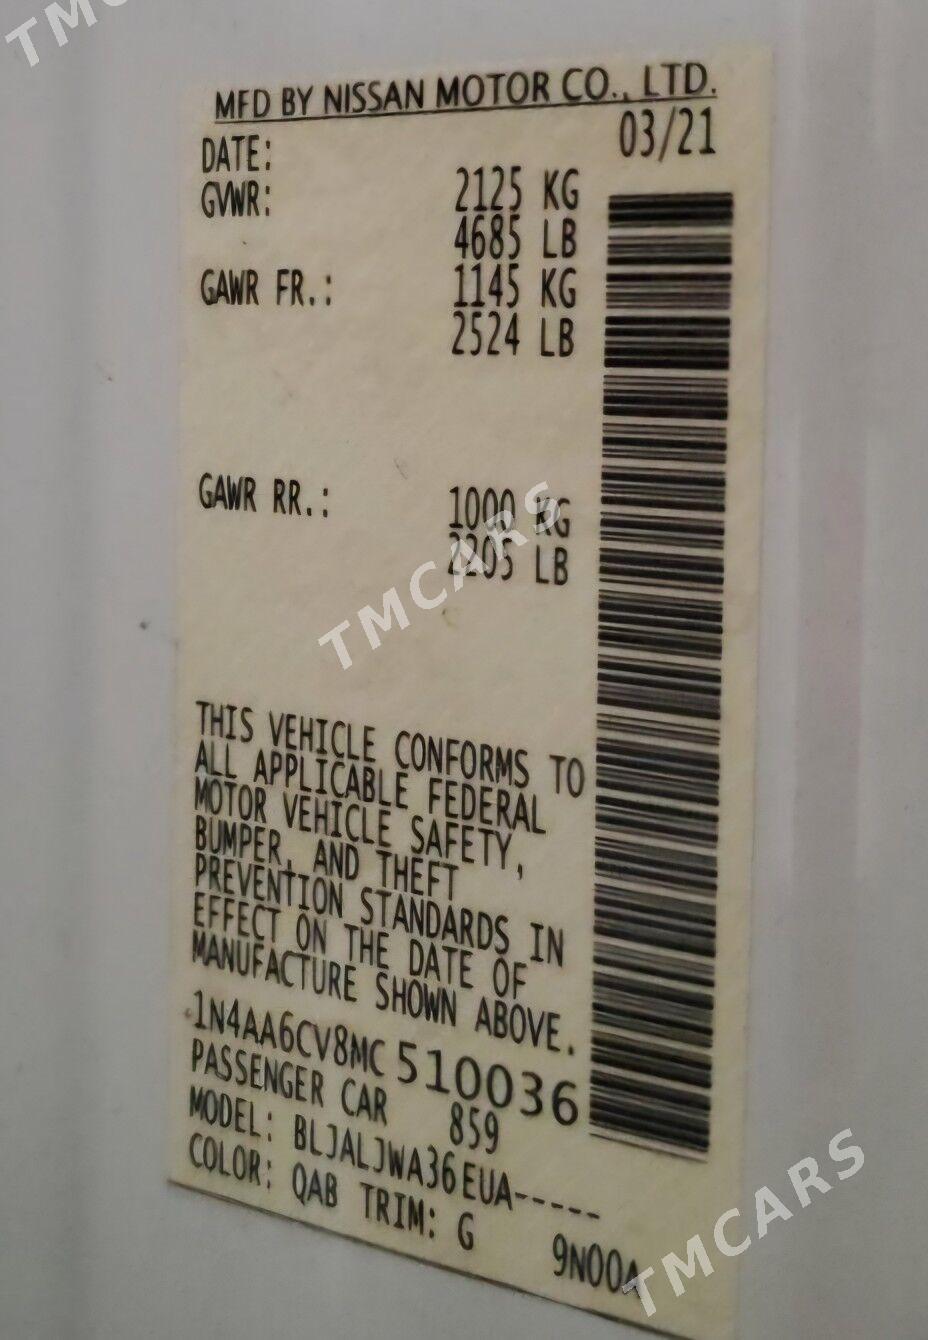 TMCARS
MFD BY NISSAN MOTOR CO., LTD.
DATE: 03/21
GVWR: 2125 KG
4685 LB
GAWR FR.: 1145 KG
2524 LB
GAWR RR.: 1000 KG
2205 LB
TMCARS
THIS VEHICLE CONFORMS TO
ALL APPLICABLE FEDERAL
MOTOR VEHICLE SAFETY,
BUMPER, AND THEFT
PREVENTION STANDARDS IN
EFFECT ON THE DATE OF
MANUFACTURE SHOWN ABOVE.
1N4AA6CV8MC510036
PASSENGER CAR 859
MODEL: BLJALJWA36EUA-----
COLOR: QAB TRIM: G 9N00A
TMCARS